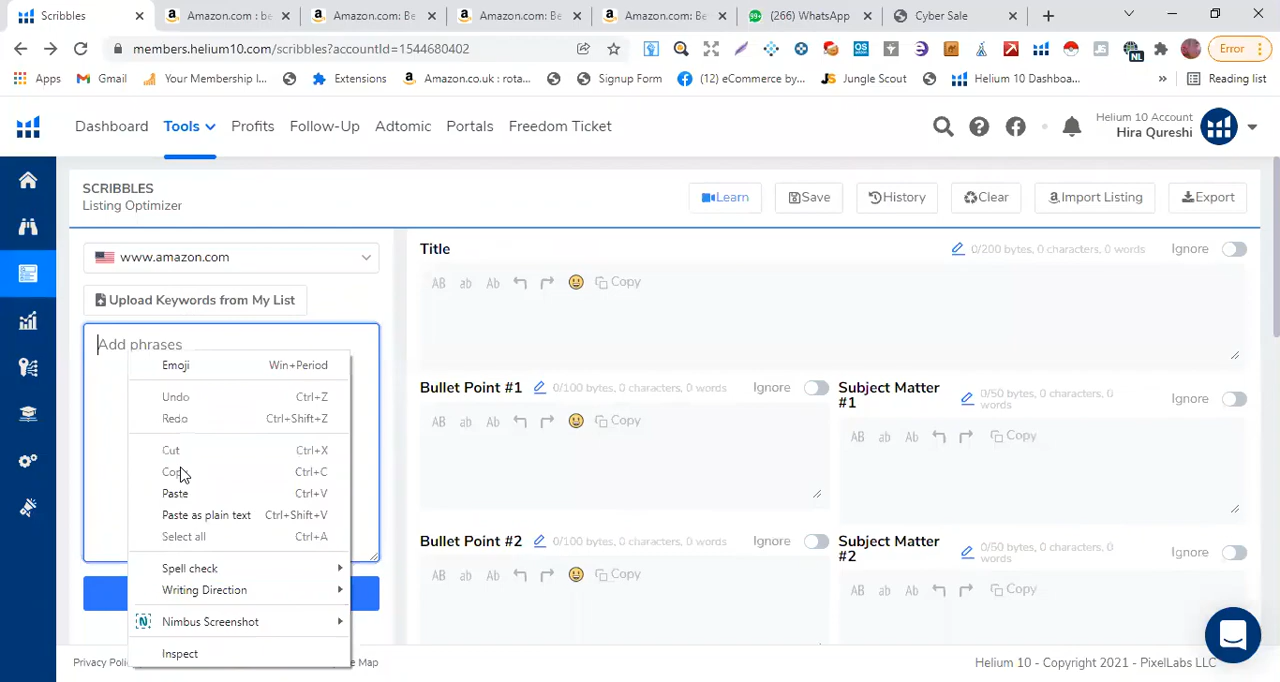 Scribbles
Amazon.com : be
Amazon.com: Be
Amazon.com: Be
Amazon.com: Be
99+
(266) WhatsApp
Cyber Sale
members.helium10.com/scribbles?accountId=1544680402
OS
NL
Error
Apps
Gmail
Your Membership I...
Extensions
Amazon.co.uk : rota...
Signup Form
(12) eCommerce by...
JS Jungle Scout
Helium 10 Dashboa...
»
Reading list
Dashboard
Tools
Profits
Follow-Up
Adtomic
Portals
Freedom Ticket
Helium 10 Account
Hira Qureshi
SCRIBBLES
Listing Optimizer
Learn
Save
History
Clear
Import Listing
Export
www.amazon.com
Upload Keywords from My List
Add phrases
Emoji Win+Period
Undo Ctrl+Z
Redo Ctrl+Shift+Z
Cut Ctrl+X
Cop Ctrl+C
Paste Ctrl+V
Paste as plain text Ctrl+Shift+V
Select all Ctrl+A
Spell check
Writing Direction
Nimbus Screenshot
Inspect
Title
0/200 bytes, 0 characters, 0 words
Ignore
AB ab Ab Copy
Bullet Point #1
0/100 bytes, 0 characters, 0 words
Ignore
AB ab Ab Copy
Subject Matter
#1
0/50 bytes, 0 characters, 0
words
Ignore
AB ab Ab Copy
Bullet Point #2
0/100 bytes, 0 characters, 0 words
Ignore
AB ab Ab Copy
Subject Matter
#2
0/50 bytes, 0 characters, 0
words
Ignore
AB ab Ab Copy
Privacy Poli
e Map
Helium 10 - Copyright 2021 - PixelLabs LLC